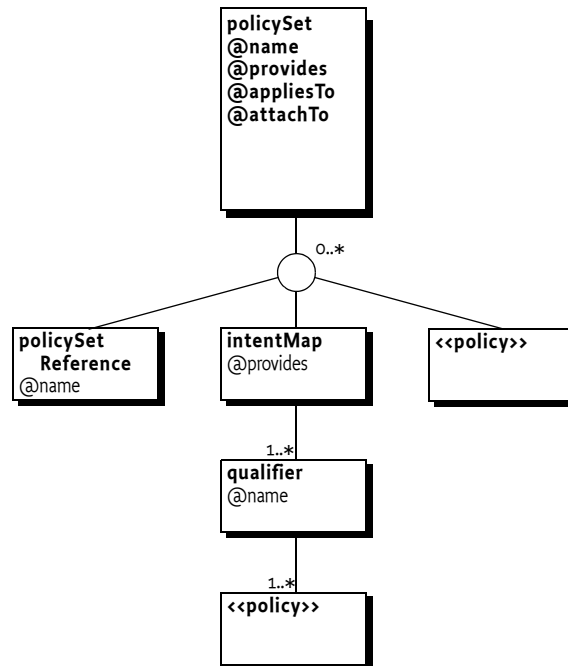 policySet
@name
@provides
@appliesTo
@attachTo
0..*
policySet
Reference
@name
intentMap
@provides
<<policy>>
1..*
qualifier
@name
1..*
<<policy>>